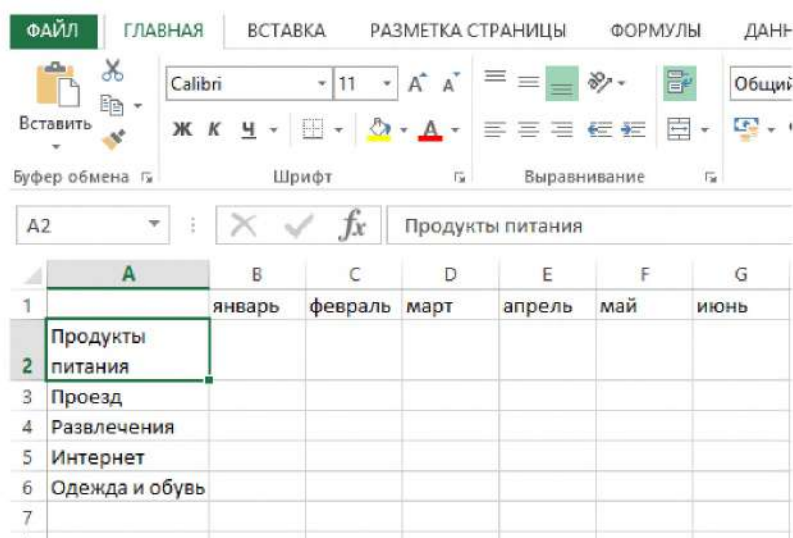 ФАЙЛ ГЛАВНАЯ ВСТАВКА РАЗМЕТКА СТРАНИЦЫ ФОРМУЛЫ ДАНН
Calibri 11 A A Общий
Вставить Ж К Ч А
Буфер обмена Шрифт Выравнивание
A2 fx Продукты питания
A B C D E F G
1 январь февраль март апрель май июнь
Продукты
2 питания
3 Проезд
4 Развлечения
5 Интернет
6 Одежда и обувь
7